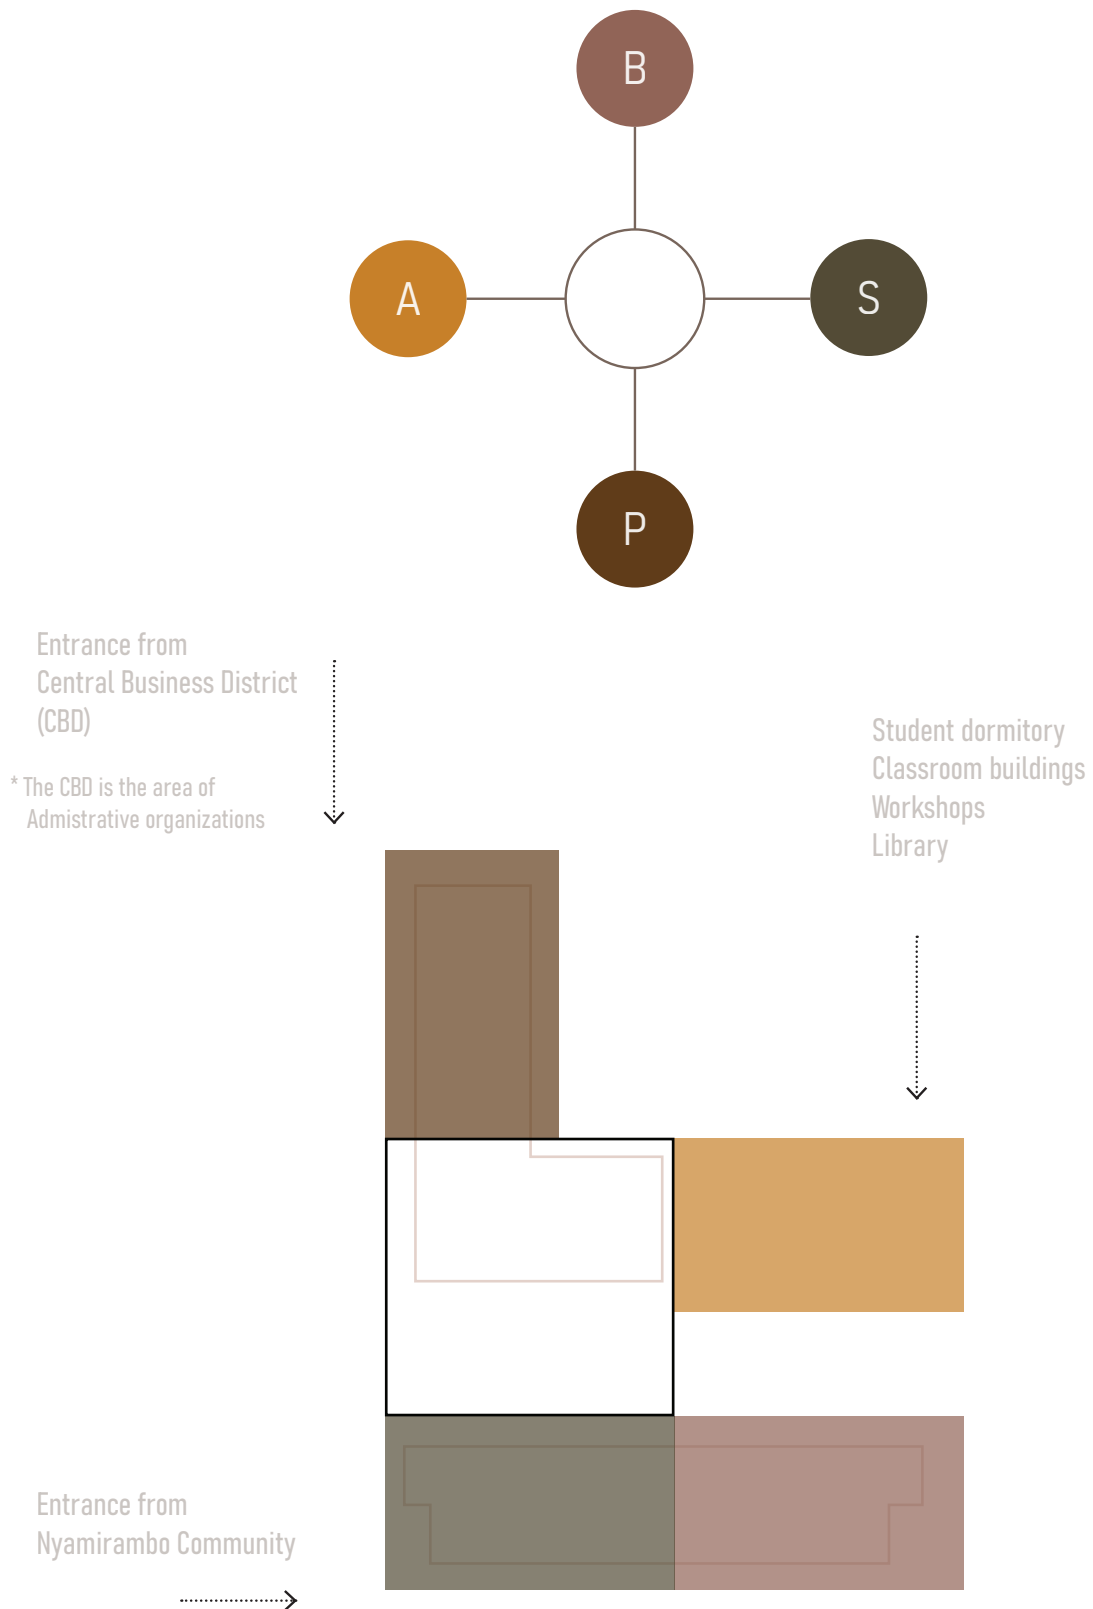 B
A
S
P
Entrance from
Central Business District
(CBD)
* The CBD is the area of
Admistrative organizations
Student dormitory
Classroom buildings
Workshops
Library
Entrance from
Nyamirambo Community